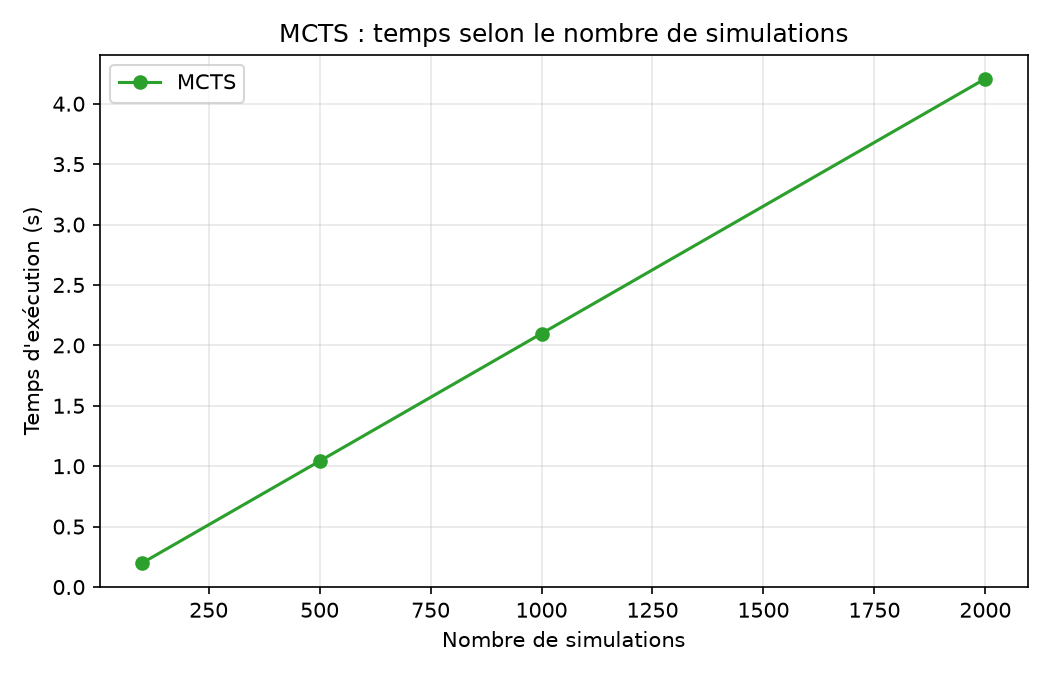 MCTS : temps selon le nombre de simulations
MCTS
4.0
3.5
3.0
2.5
2.0
1.5
1.0
0.5
0.0
Temps d'exécution (s)
250 500 750 1000 1250 1500 1750 2000
Nombre de simulations